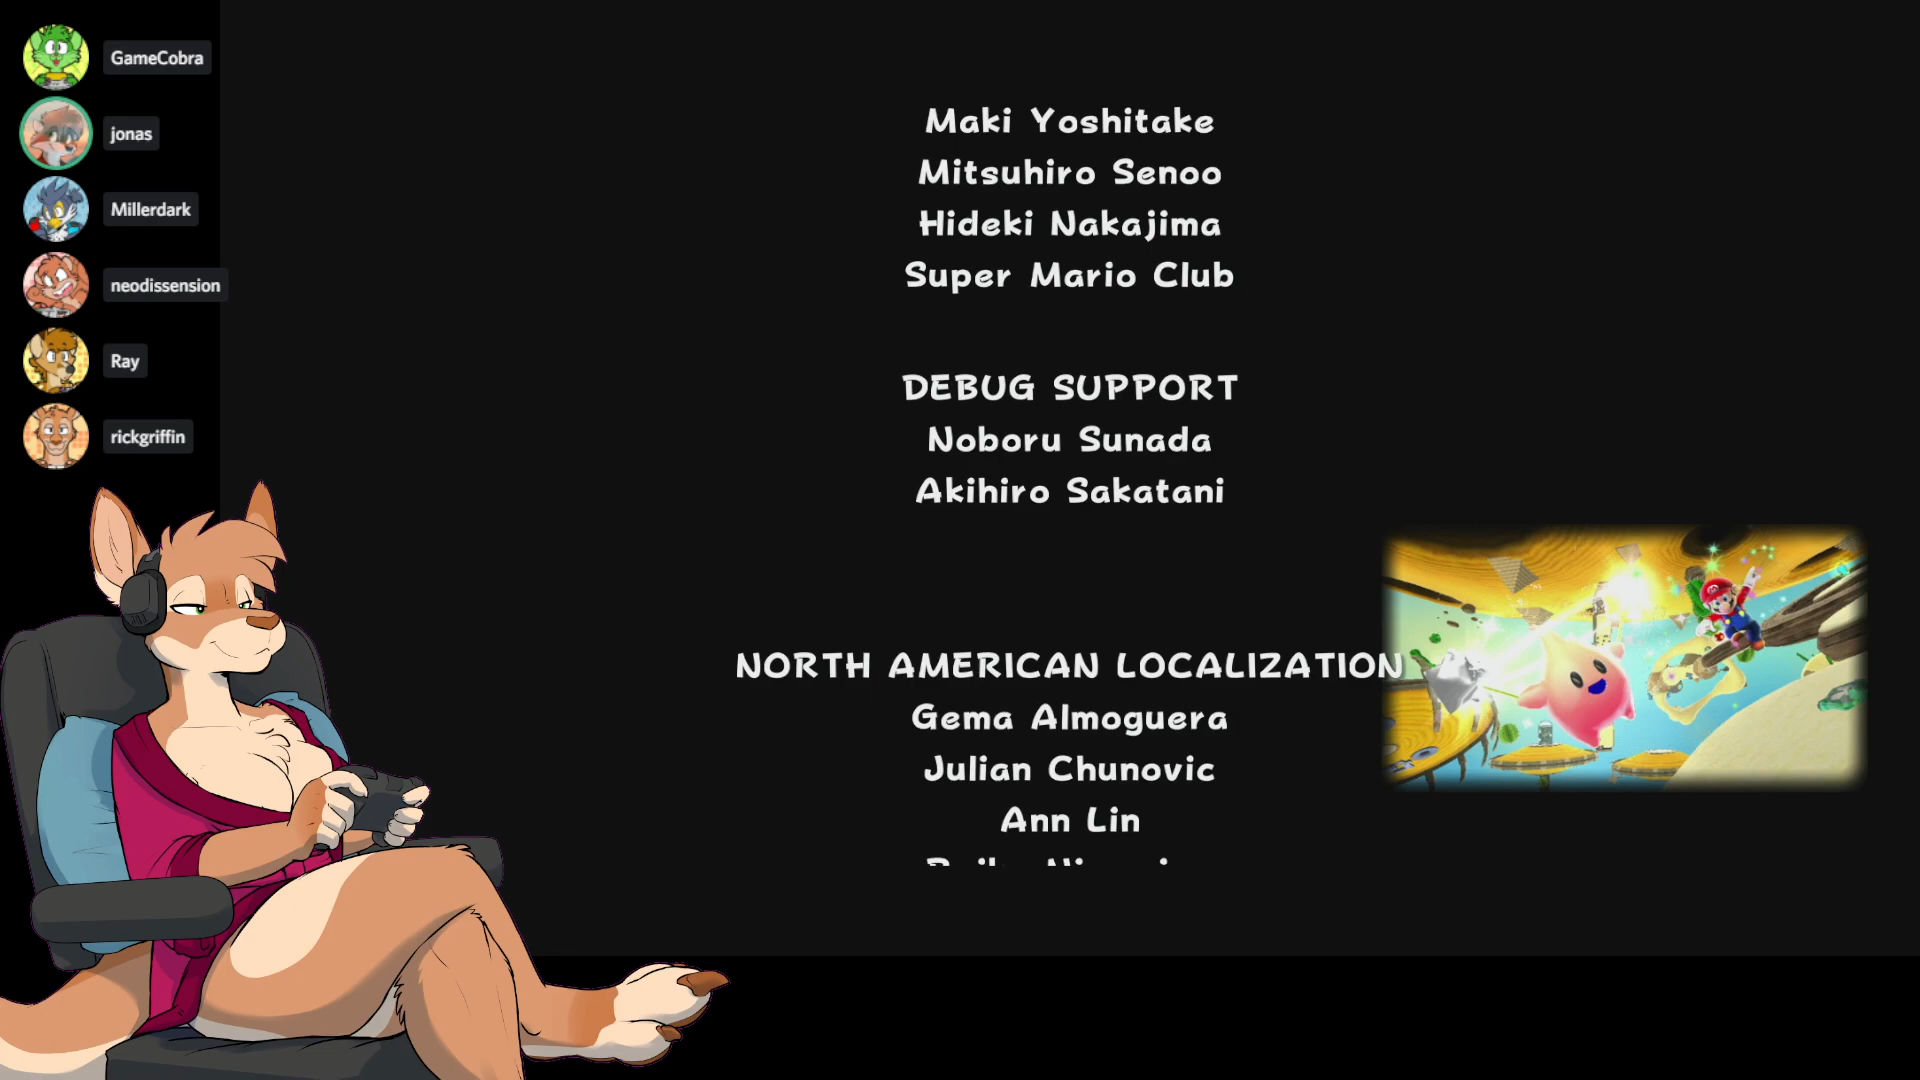 GameCobra
jonas
Millerdark
neodissension
Ray
rickgriffin
Maki Yoshitake
Mitsuhiro Senoo
Hideki Nakajima
Super Mario Club
DEBUG SUPPORT
Noboru Sunada
Akihiro Sakatani
NORTH AMERICAN LOCALIZATION
Gema Almoguera
Julian Chunovic
Ann Lin